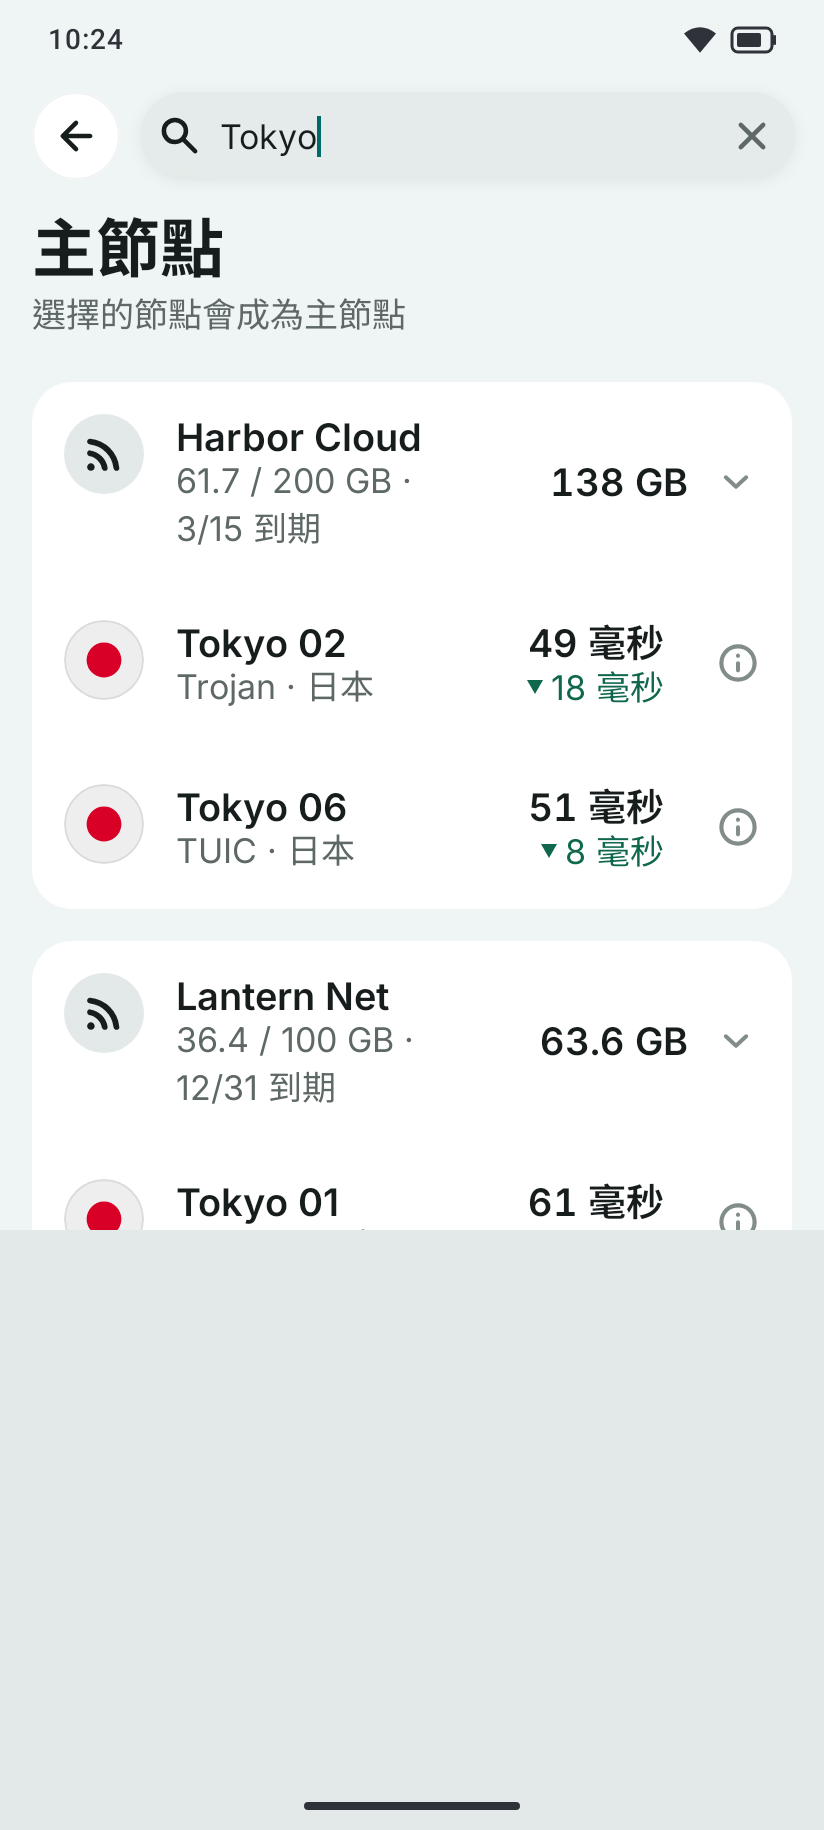 10:24
Tokyo
主節點
選擇的節點會成為主節點
Harbor Cloud
61.7 / 200 GB ·
3/15 到期
138 GB
Tokyo 02
Trojan · 日本
49 毫秒
▼18 毫秒
Tokyo 06
TUIC · 日本
51 毫秒
▼8 毫秒
Lantern Net
36.4 / 100 GB ·
12/31 到期
63.6 GB
Tokyo 01
61 毫秒